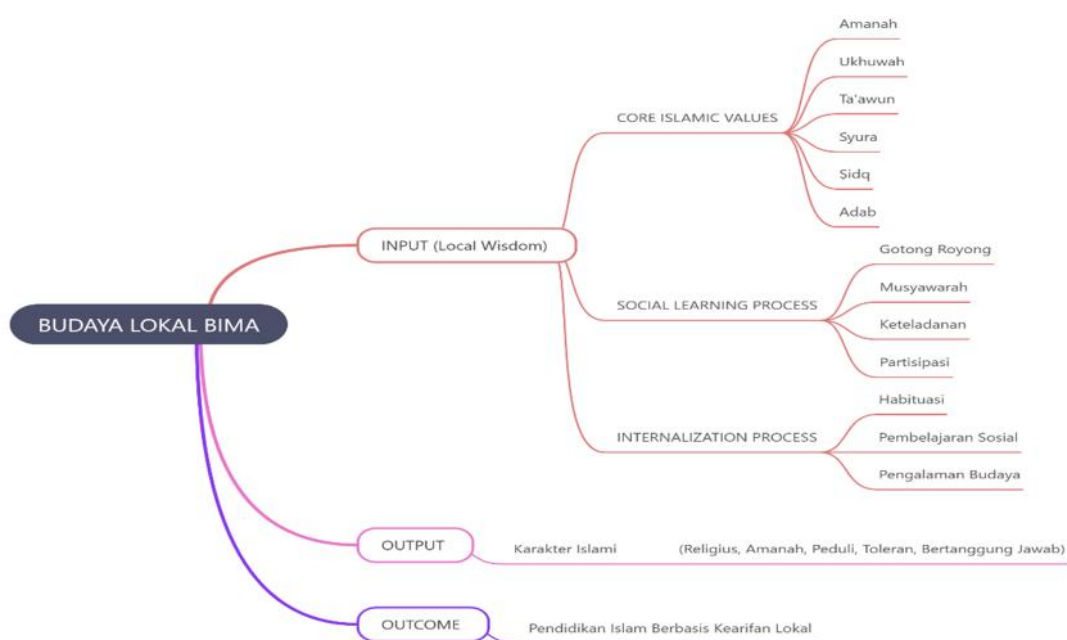 BUDAYA LOKAL BIMA
INPUT (Local Wisdom)
CORE ISLAMIC VALUES
Amanah
Ukhuwah
Ta'awun
Syura
Ṣidq
Adab
SOCIAL LEARNING PROCESS
Gotong Royong
Musyawarah
Keteladanan
Partisipasi
INTERNALIZATION PROCESS
Habituasi
Pembelajaran Sosial
Pengalaman Budaya
OUTPUT
Karakter Islami (Religius, Amanah, Peduli, Toleran, Bertanggung Jawab)
OUTCOME
Pendidikan Islam Berbasis Kearifan Lokal